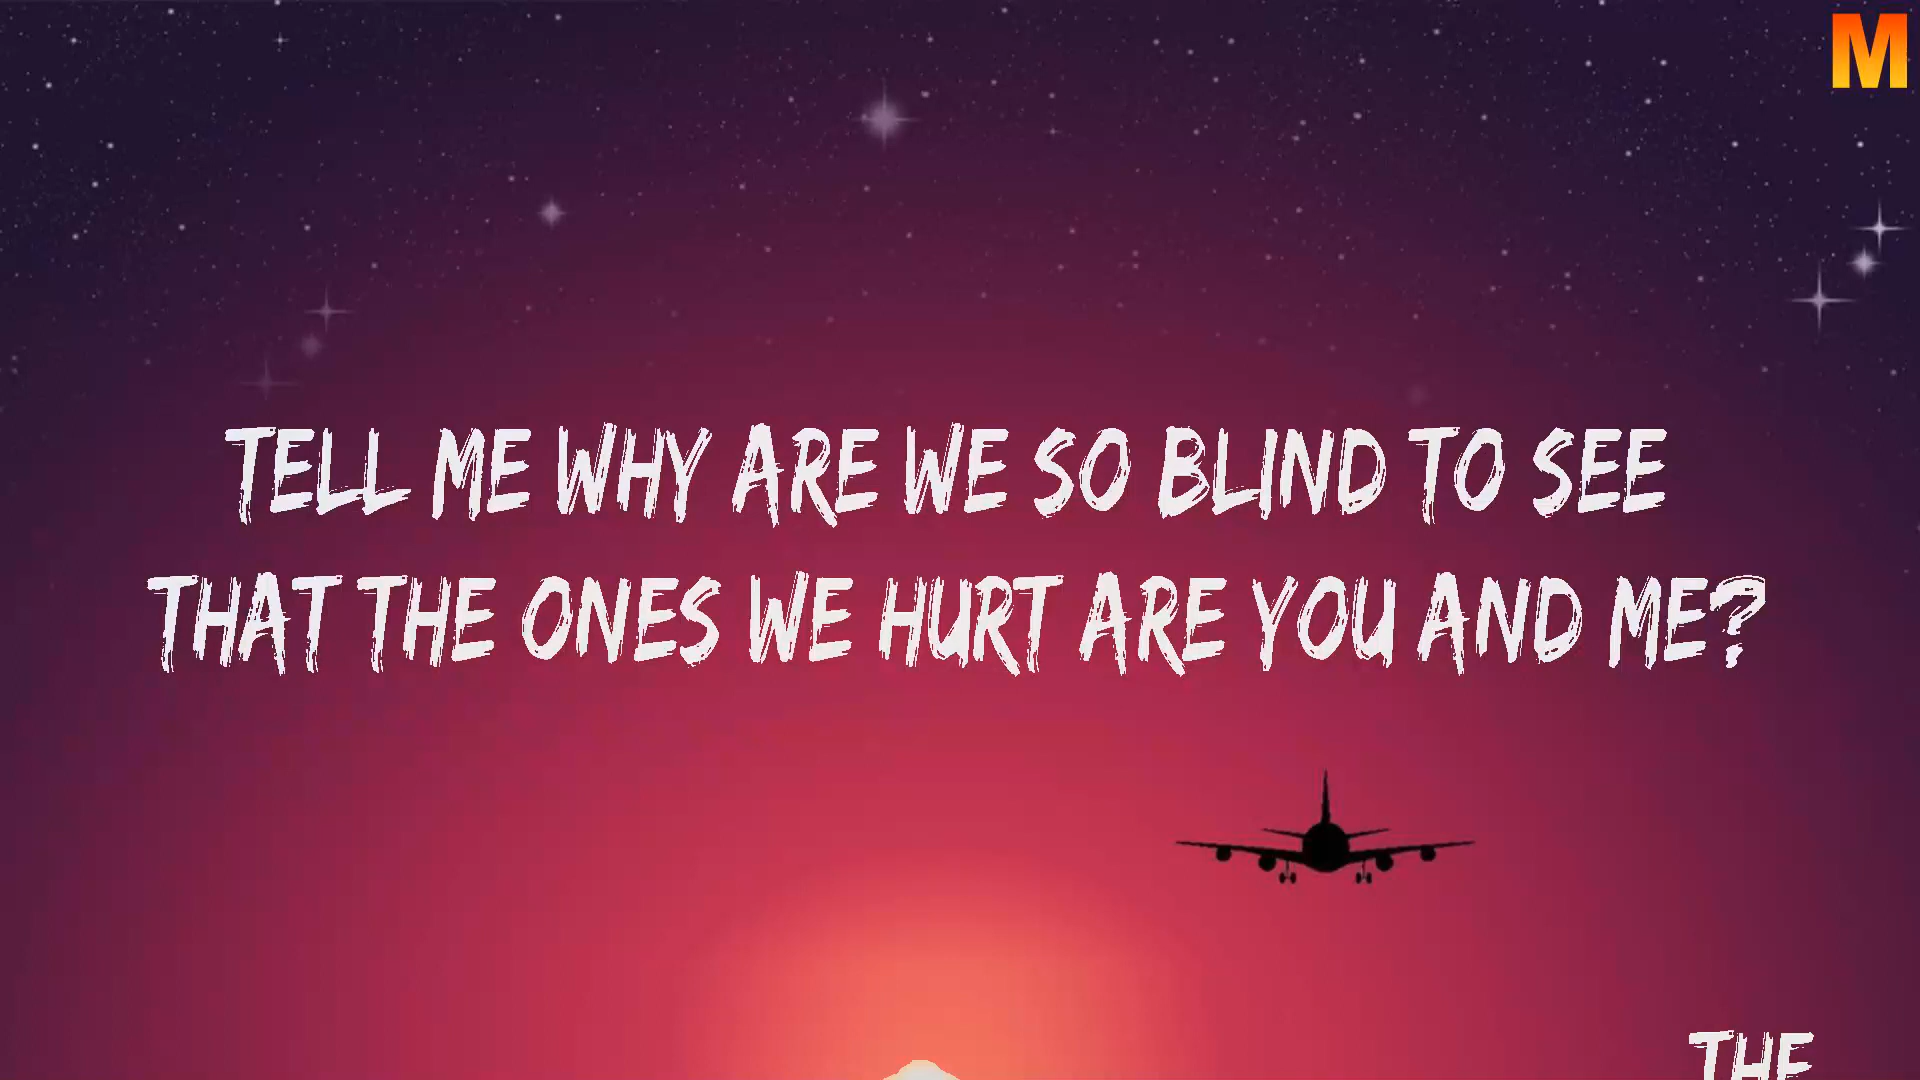 M
TELL ME WHY ARE WE SO BLIND TO SEE
THAT THE ONES WE HURT ARE YOU AND ME?
THE